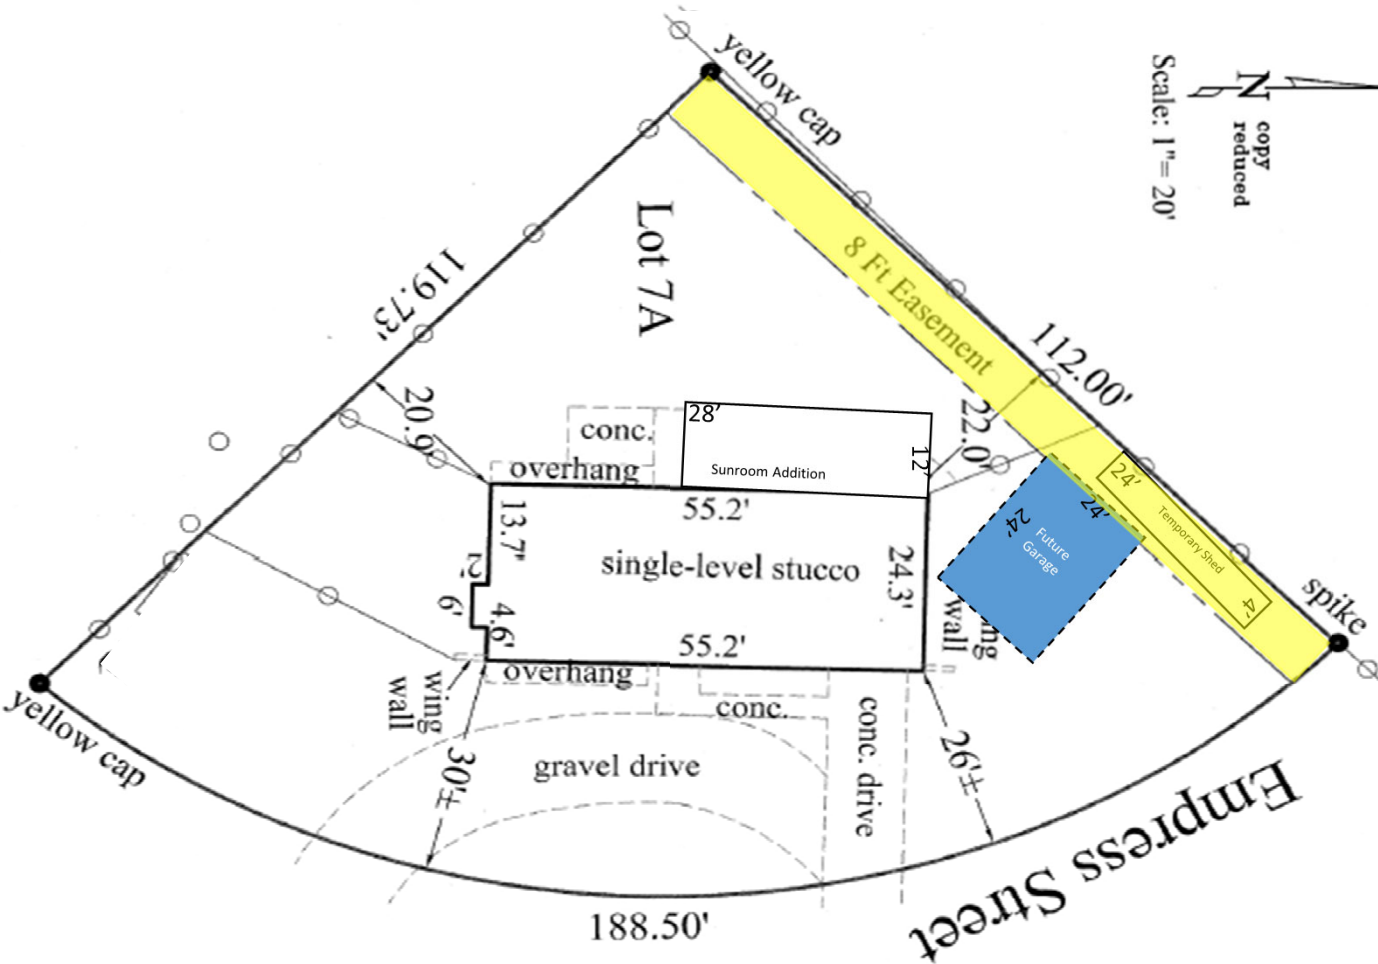 yellow cap
N
copy
reduced
Scale: 1"= 20'
Lot 7A
8 Ft Easement
119.73'
112.00'
20.9'
conc.
28'
12'
Sunroom Addition
22.0'
overhang
55.2'
13.7'
single-level stucco
24.3'
2'
6'
4.6'
55.2'
24'
24'
Future
Garage
24'
Temporary Shed
4'
spike
wing
wall
ng
wall
overhang
conc.
conc. drive
yellow cap
30'±
gravel drive
26'±
Empress Street
188.50'